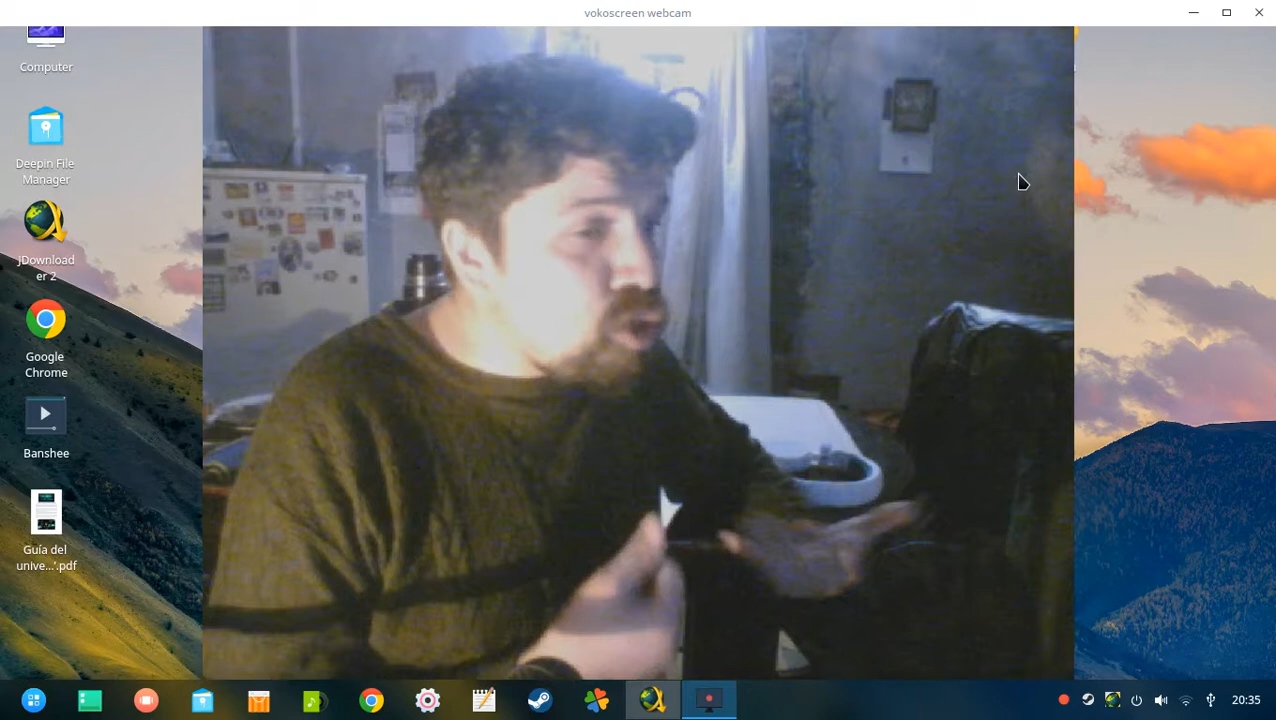 vokoscreen webcam
Computer
Deepin File
Manager
JDownload
er 2
Google
Chrome
Banshee
Guía del
unive...'.pdf
20:35